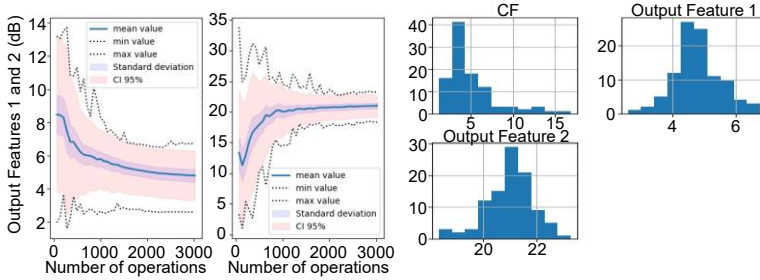 Output Features 1 and 2 (dB)
14
12
10
8
6
4
2
mean value
min value
max value
Standard deviation
CI 95%
0 1000 2000 3000
Number of operations
35
30
25
20
15
10
5
0
mean value
min value
max value
Standard deviation
CI 95%
0 1000 2000 3000
Number of operations
CF
40
30
20
10
0
5 10 15
Output Feature 1
20
10
0
4 6
Output Feature 2
30
20
10
0
20 22